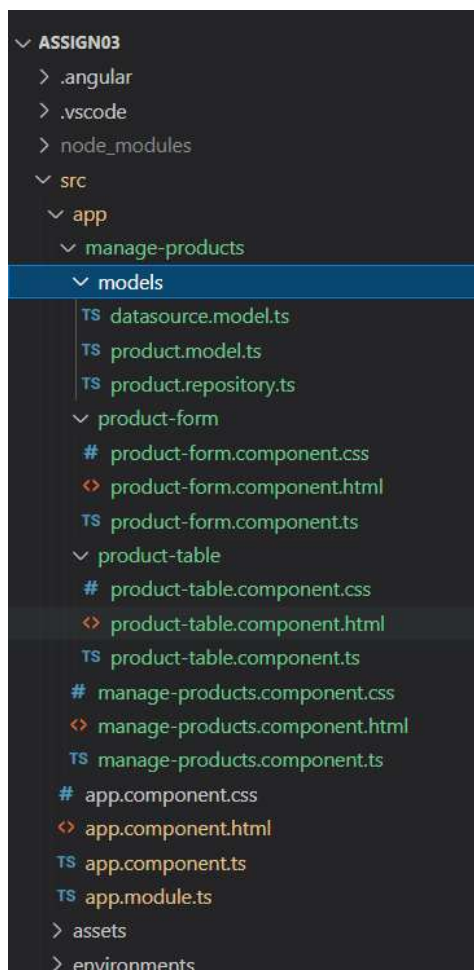 ASSIGN03
.angular
.vscode
node_modules
src
app
manage-products
models
TS datasource.model.ts
TS product.model.ts
TS product.repository.ts
product-form
# product-form.component.css
<> product-form.component.html
TS product-form.component.ts
product-table
# product-table.component.css
<> product-table.component.html
TS product-table.component.ts
# manage-products.component.css
<> manage-products.component.html
TS manage-products.component.ts
# app.component.css
<> app.component.html
TS app.component.ts
TS app.module.ts
assets
environments